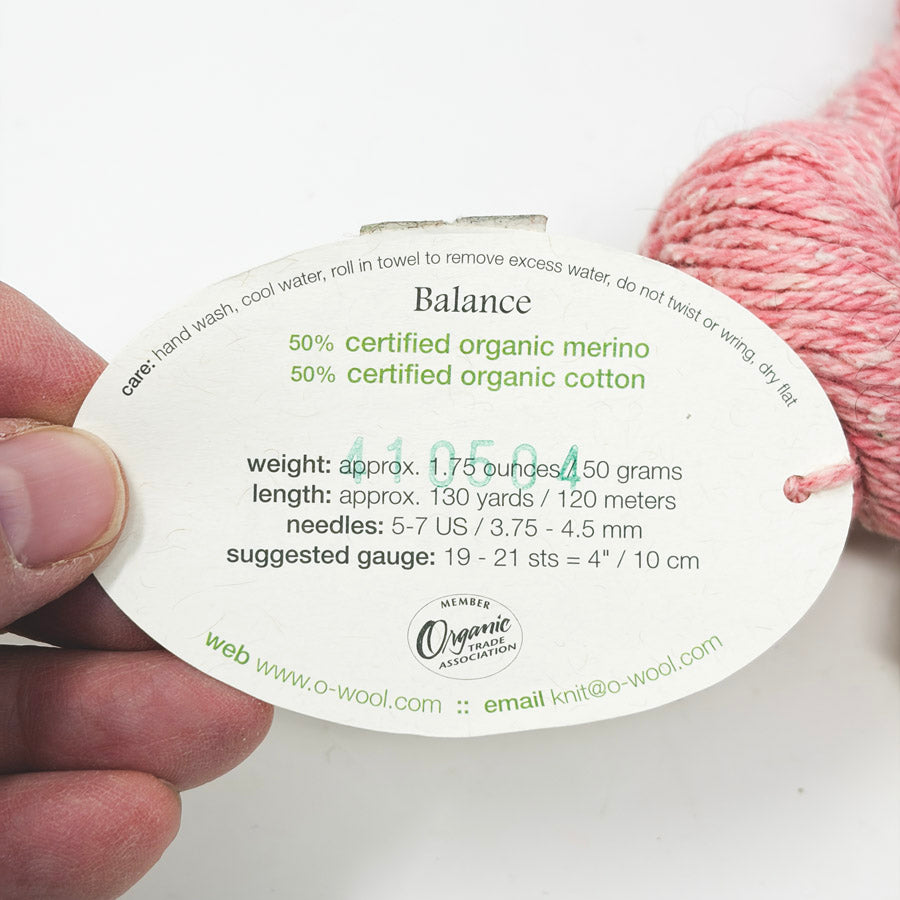 care: hand wash, cool water, roll in towel to remove excess water, do not twist or wring, dry flat
Balance
50% certified organic merino
50% certified organic cotton
410504
weight: approx. 1.75 ounces / 50 grams
length: approx. 130 yards / 120 meters
needles: 5-7 US / 3.75 - 4.5 mm
suggested gauge: 19 - 21 sts = 4" / 10 cm
MEMBER
Organic
TRADE
ASSOCIATION
web www.o-wool.com :: email knit@o-wool.com